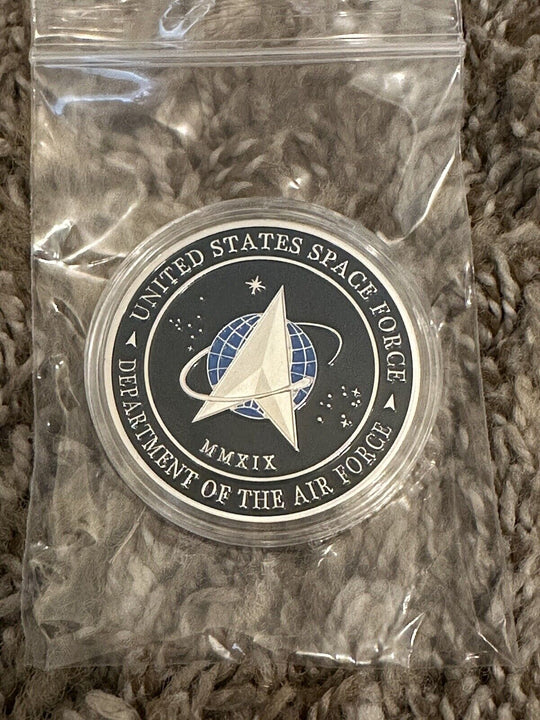 UNITED STATES SPACE FORCE
MMXIX
DEPARTMENT OF THE AIR FORCE